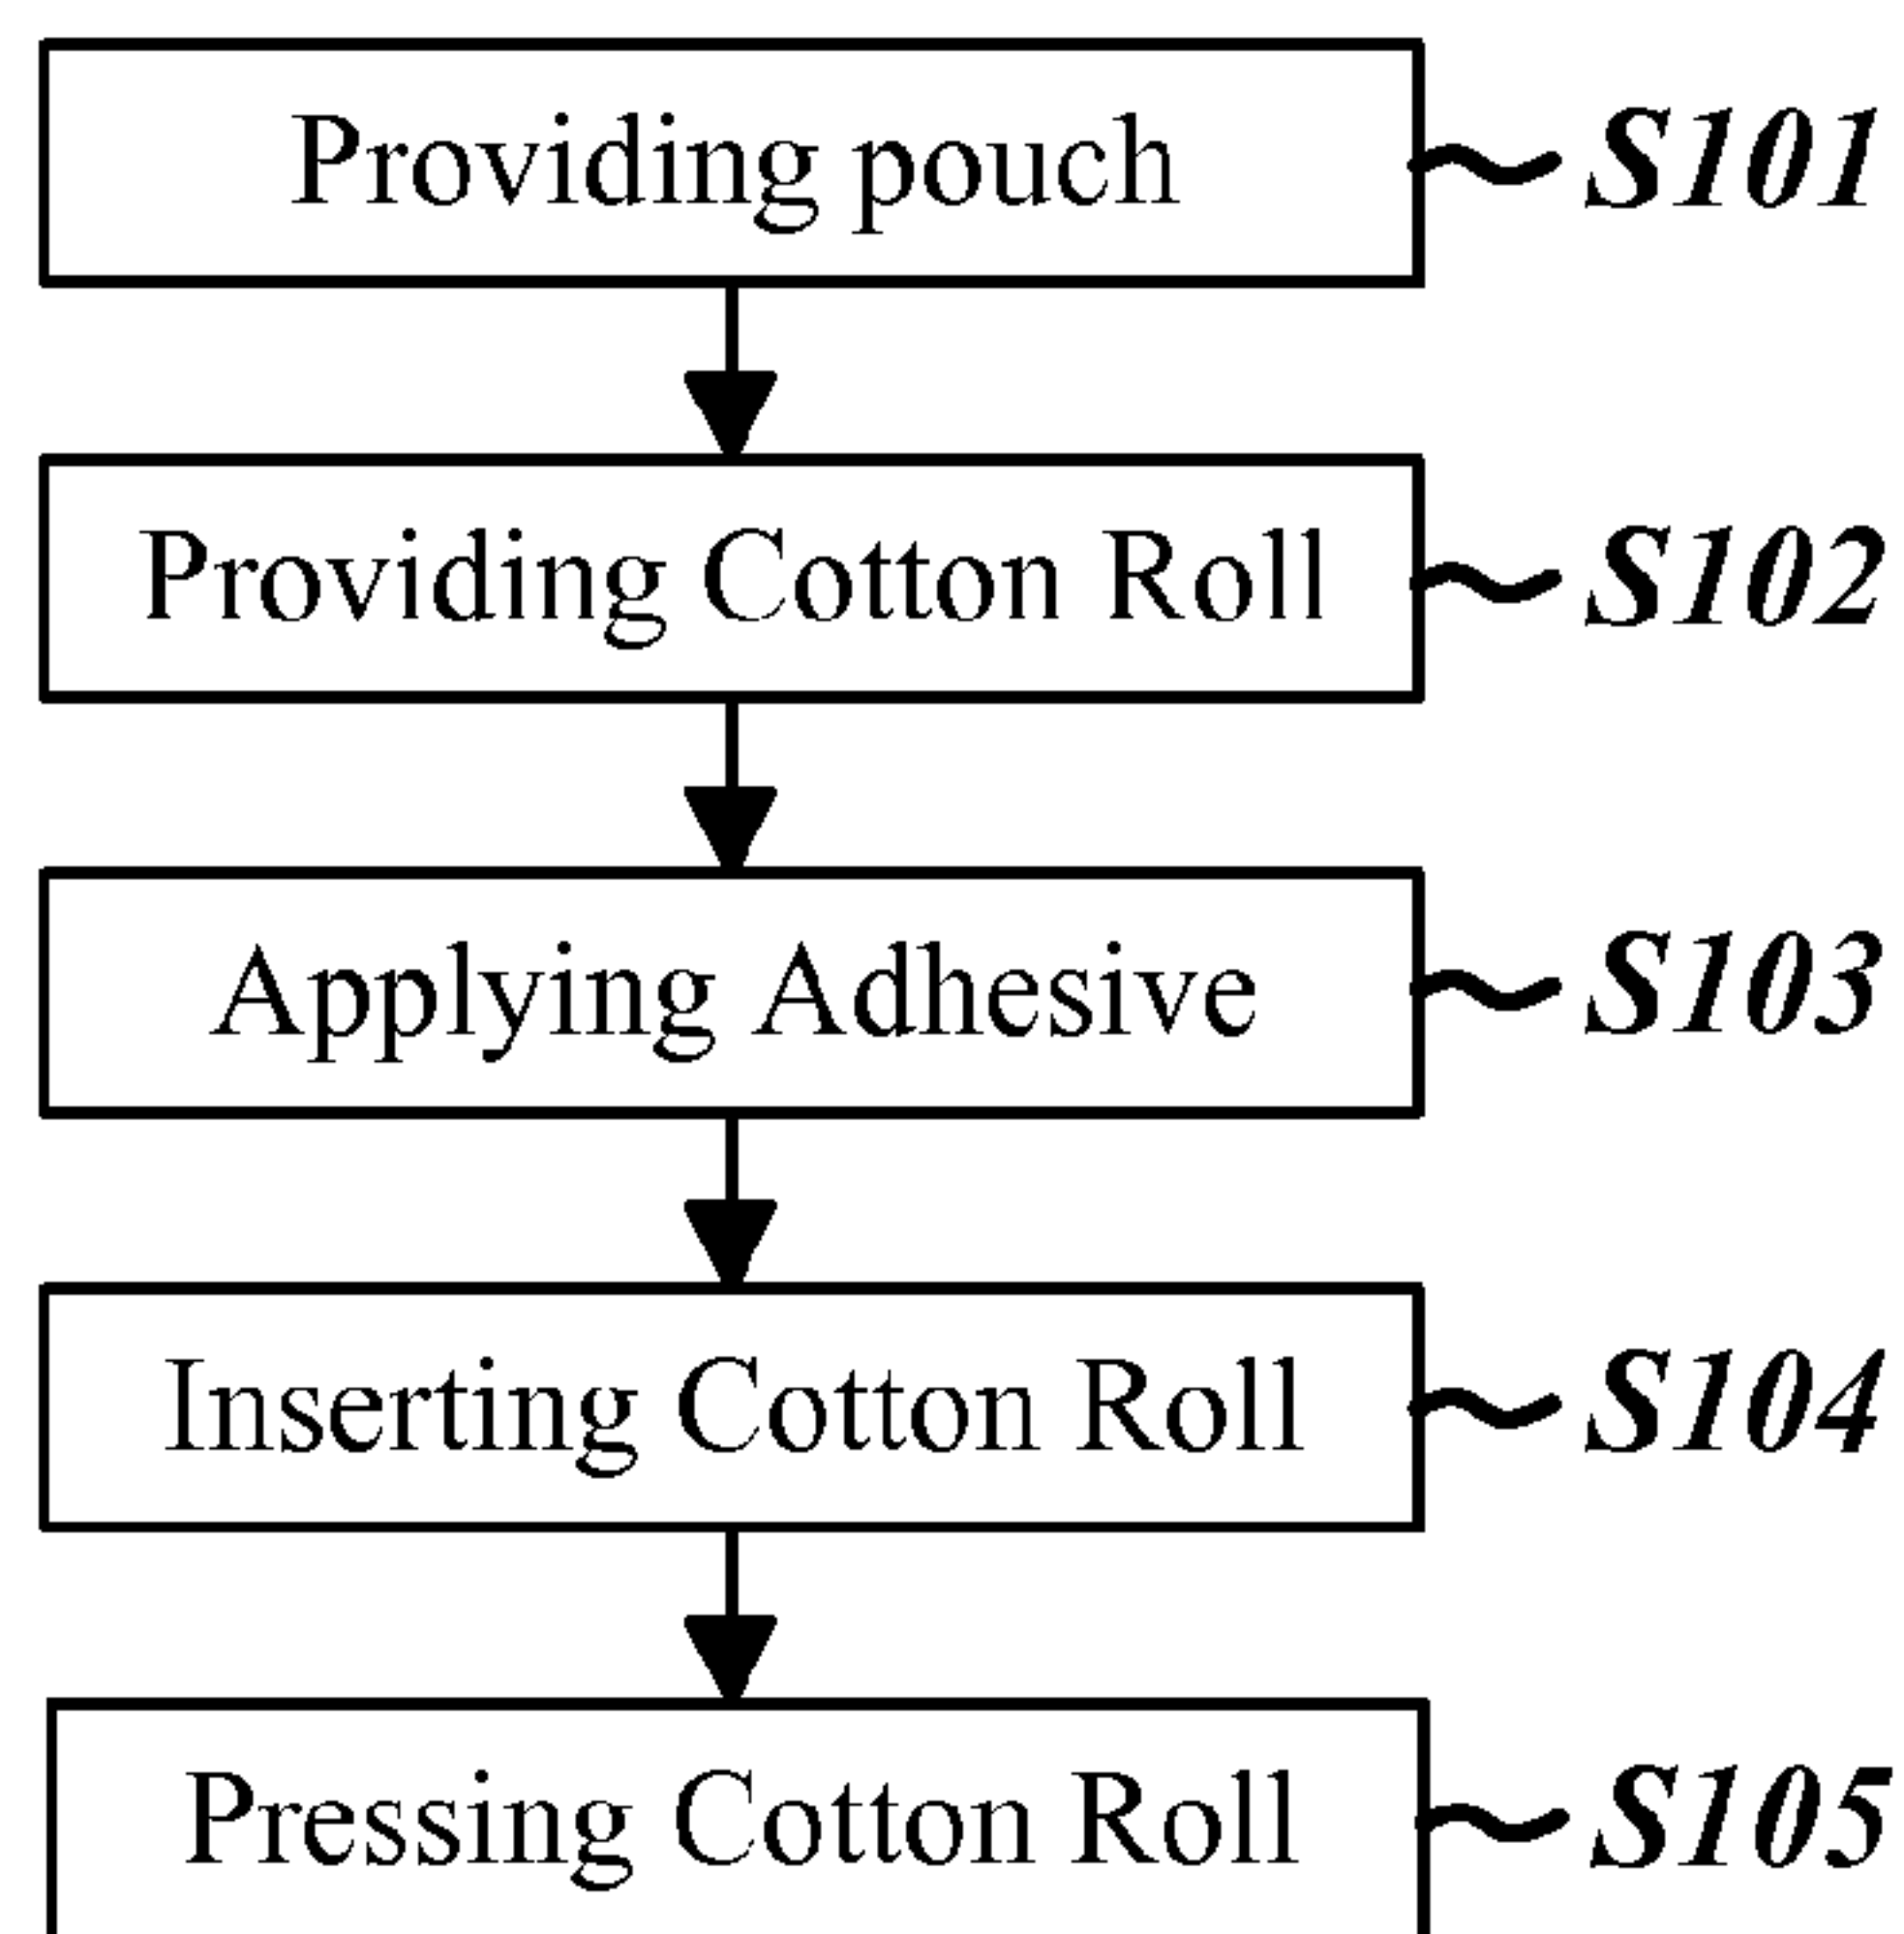 Providing pouch S101
Providing Cotton Roll S102
Applying Adhesive S103
Inserting Cotton Roll S104
Pressing Cotton Roll S105